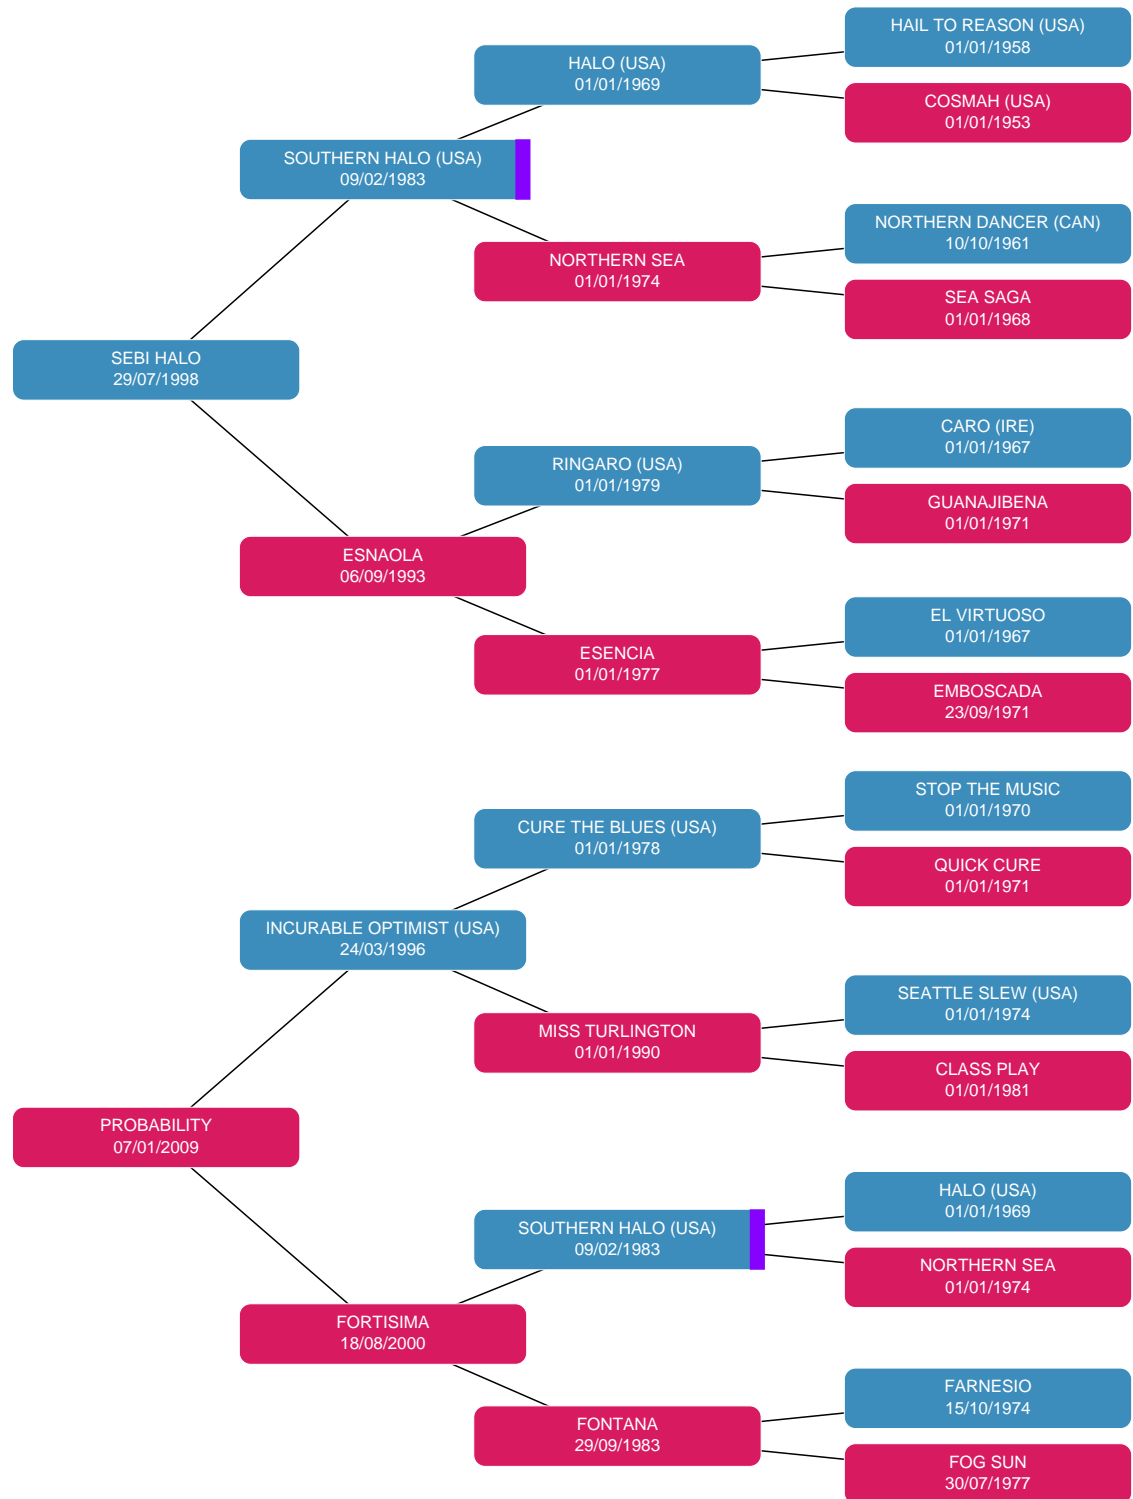 HAIL TO REASON (USA)
01/01/1958
HALO (USA)
01/01/1969
COSMAH (USA)
01/01/1953
SOUTHERN HALO (USA)
09/02/1983
NORTHERN DANCER (CAN)
10/10/1961
NORTHERN SEA
01/01/1974
SEA SAGA
01/01/1968
SEBI HALO
29/07/1998
CARO (IRE)
01/01/1967
RINGARO (USA)
01/01/1979
GUANAJIBENA
01/01/1971
ESNAOLA
06/09/1993
EL VIRTUOSO
01/01/1967
ESENCIA
01/01/1977
EMBOSCADA
23/09/1971
STOP THE MUSIC
01/01/1970
CURE THE BLUES (USA)
01/01/1978
QUICK CURE
01/01/1971
INCURABLE OPTIMIST (USA)
24/03/1996
SEATTLE SLEW (USA)
01/01/1974
MISS TURLINGTON
01/01/1990
CLASS PLAY
01/01/1981
PROBABILITY
07/01/2009
HALO (USA)
01/01/1969
SOUTHERN HALO (USA)
09/02/1983
NORTHERN SEA
01/01/1974
FORTISIMA
18/08/2000
FARNESIO
15/10/1974
FONTANA
29/09/1983
FOG SUN
30/07/1977